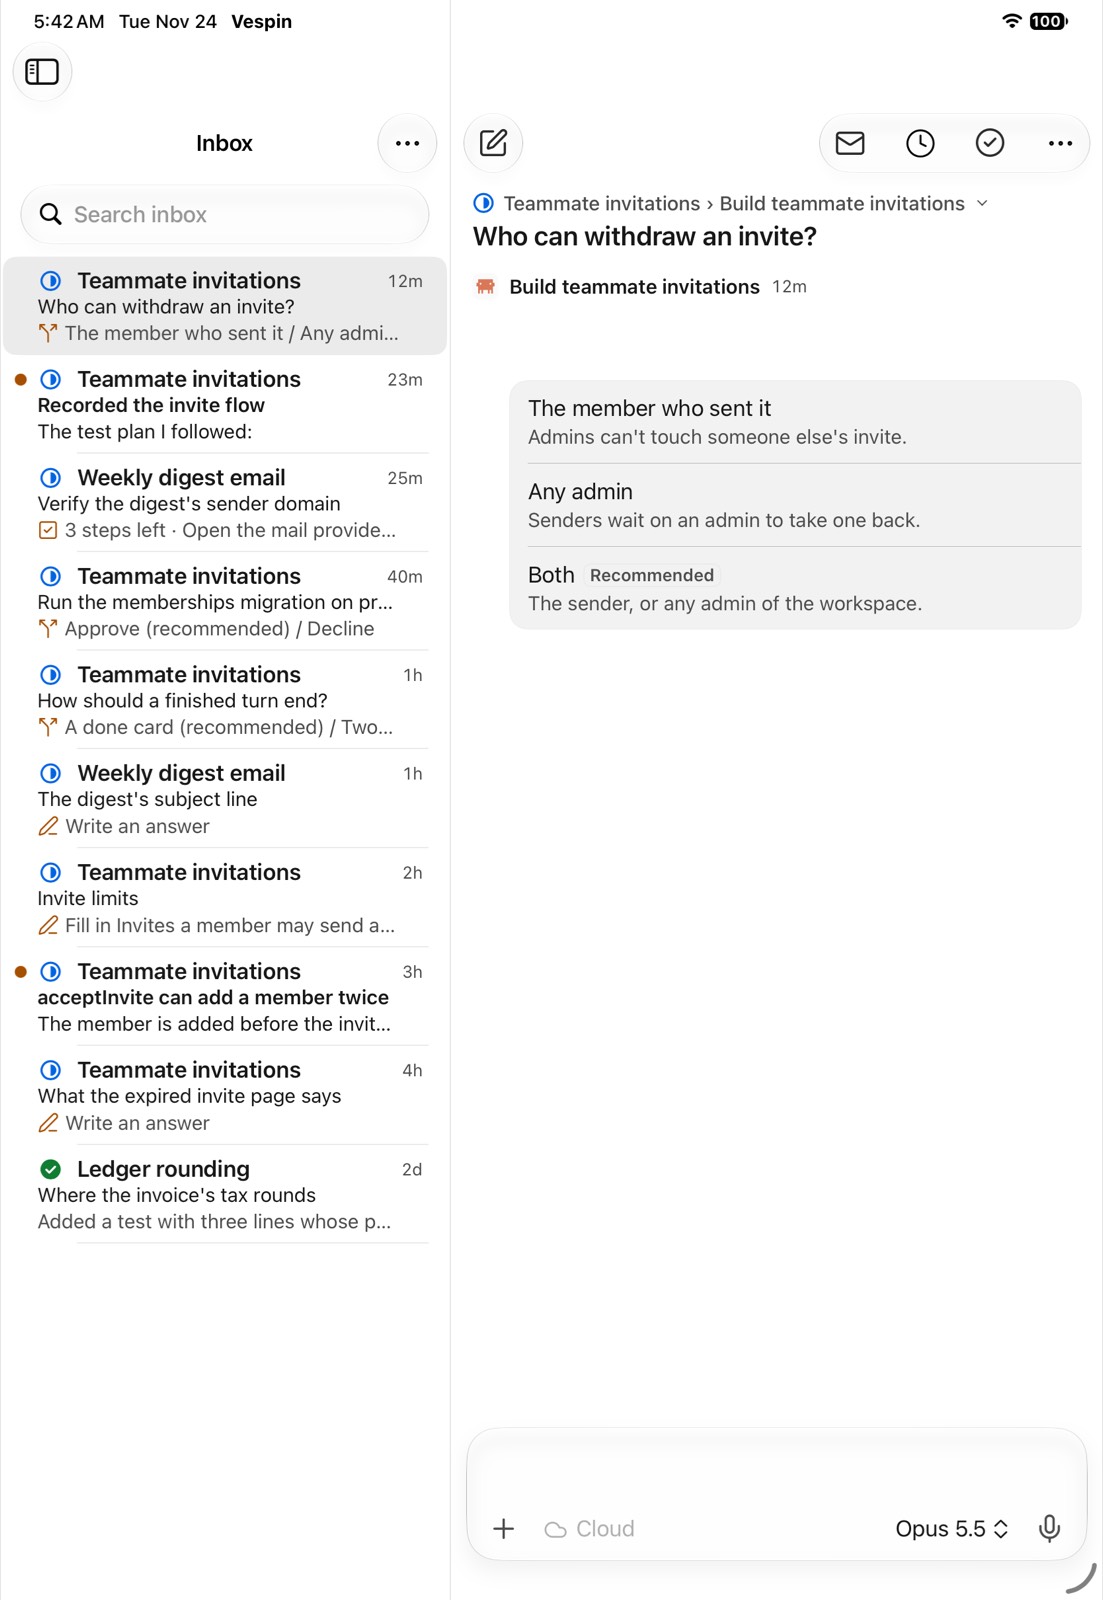 5:42 AM Tue Nov 24 Vespin
100
Inbox
Search inbox
Teammate invitations 12m
Who can withdraw an invite?
The member who sent it / Any admi...
Teammate invitations 23m
Recorded the invite flow
The test plan I followed:
Weekly digest email 25m
Verify the digest's sender domain
3 steps left · Open the mail provide...
Teammate invitations 40m
Run the memberships migration on pr...
Approve (recommended) / Decline
Teammate invitations 1h
How should a finished turn end?
A done card (recommended) / Two...
Weekly digest email 1h
The digest's subject line
Write an answer
Teammate invitations 2h
Invite limits
Fill in Invites a member may send a...
Teammate invitations 3h
acceptInvite can add a member twice
The member is added before the invit...
Teammate invitations 4h
What the expired invite page says
Write an answer
Ledger rounding 2d
Where the invoice's tax rounds
Added a test with three lines whose p...
Teammate invitations › Build teammate invitations
Who can withdraw an invite?
Build teammate invitations 12m
The member who sent it
Admins can't touch someone else's invite.
Any admin
Senders wait on an admin to take one back.
Both Recommended
The sender, or any admin of the workspace.
Cloud
Opus 5.5